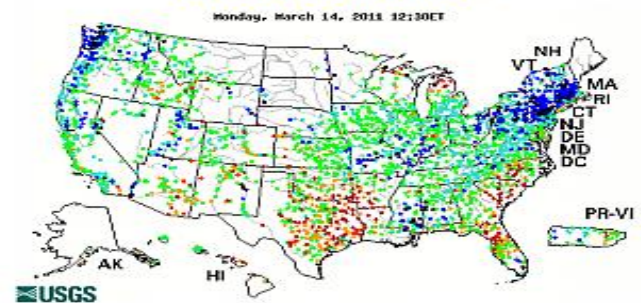 Monday, March 14, 2011 12:30ET
NH
VT
MA
RI
CT
NJ
DE
MD
DC
PR-VI
AK
HI
USGS